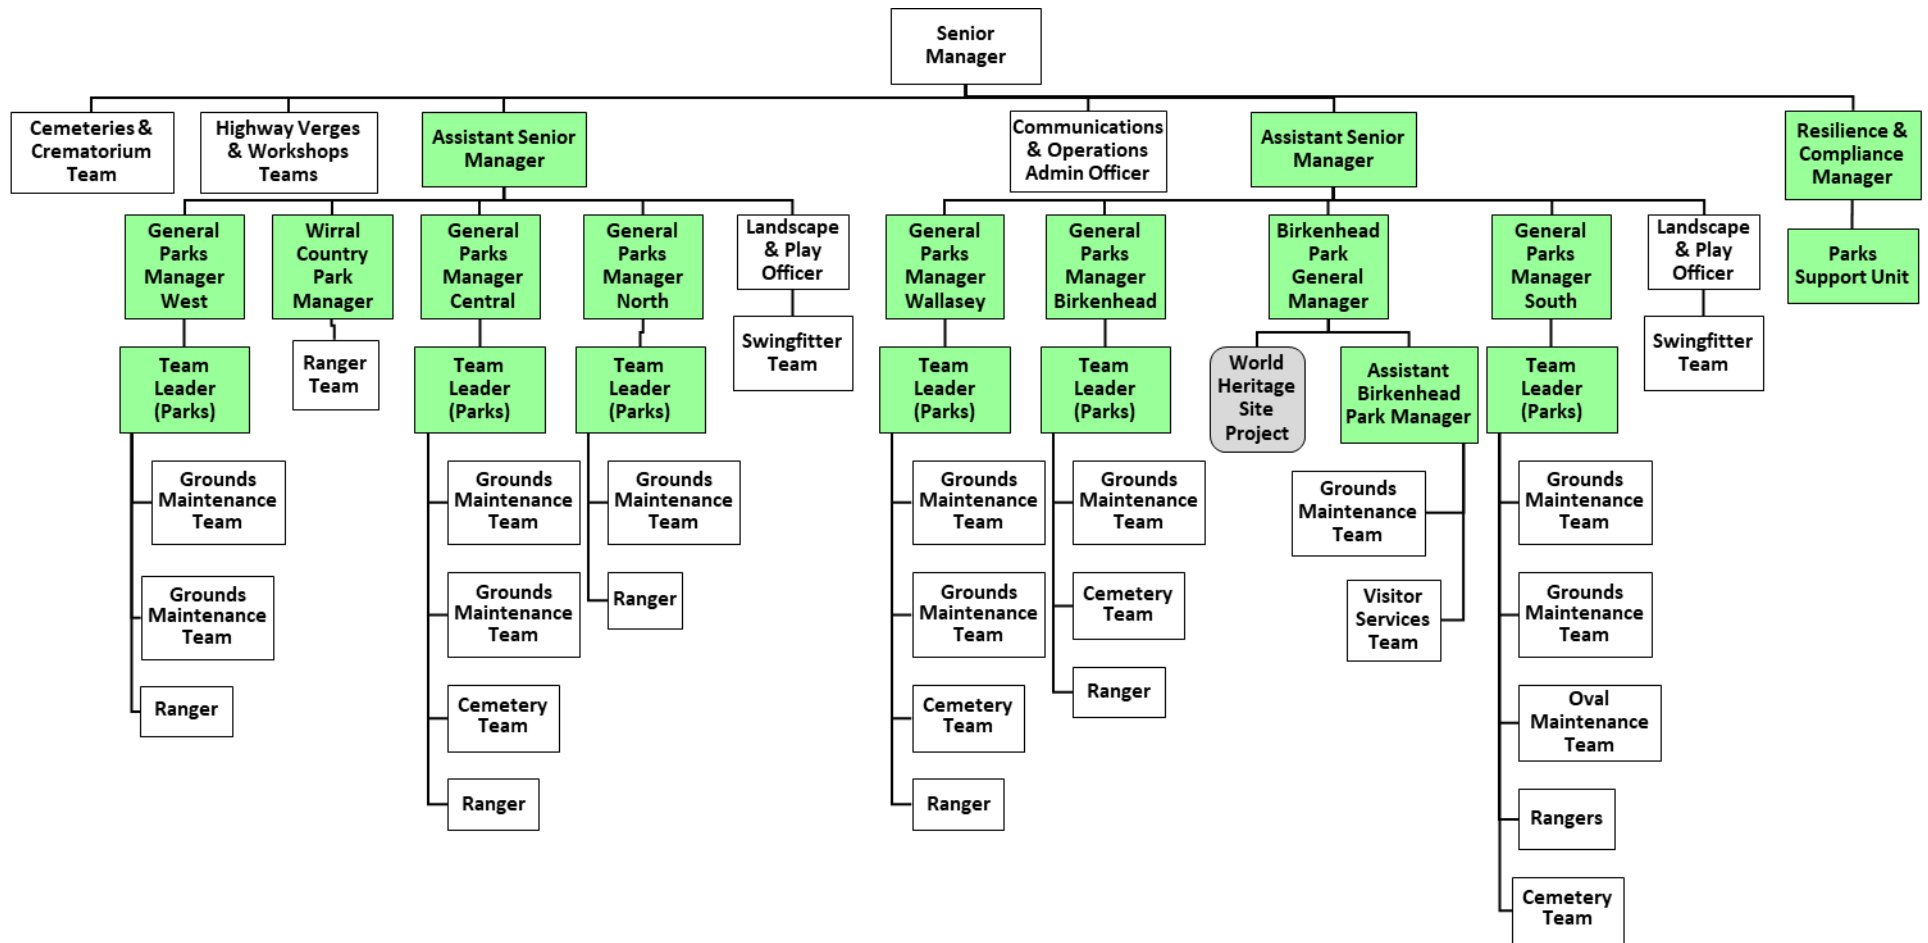 Senior
Manager
Cemeteries &
Crematorium
Team
Highway Verges
& Workshops
Teams
Assistant Senior
Manager
Communications
& Operations
Admin Officer
Assistant Senior
Manager
Resilience &
Compliance
Manager
General
Parks
Manager
West
Wirral
Country
Park
Manager
General
Parks
Manager
Central
General
Parks
Manager
North
Landscape
& Play
Officer
General
Parks
Manager
Wallasey
General
Parks
Manager
Birkenhead
Birkenhead
Park
General
Manager
General
Parks
Manager
South
Landscape
& Play
Officer
Parks
Support Unit
Team
Leader
(Parks)
Ranger
Team
Team
Leader
(Parks)
Team
Leader
(Parks)
Swingfitter
Team
Team
Leader
(Parks)
Team
Leader
(Parks)
World
Heritage
Site
Project
Assistant
Birkenhead
Park Manager
Team
Leader
(Parks)
Swingfitter
Team
Grounds
Maintenance
Team
Grounds
Maintenance
Team
Ranger
Grounds
Maintenance
Team
Grounds
Maintenance
Team
Cemetery
Team
Ranger
Grounds
Maintenance
Team
Ranger
Grounds
Maintenance
Team
Grounds
Maintenance
Team
Cemetery
Team
Ranger
Grounds
Maintenance
Team
Cemetery
Team
Ranger
Grounds
Maintenance
Team
Visitor
Services
Team
Grounds
Maintenance
Team
Grounds
Maintenance
Team
Oval
Maintenance
Team
Rangers
Cemetery
Team